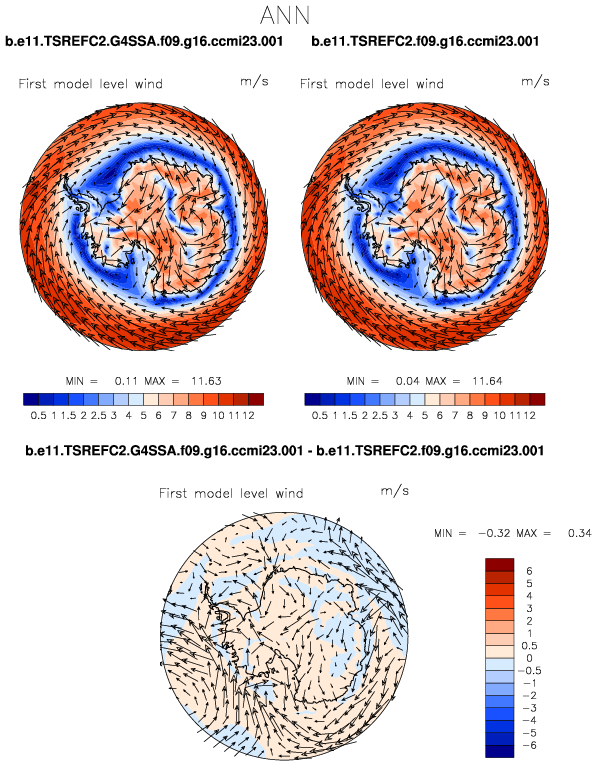 ANN
b.e11.TSREFC2.G4SSA.f09.g16.ccmi23.001
b.e11.TSREFC2.f09.g16.ccmi23.001
First model level wind m/s
First model level wind m/s
MIN = 0.11 MAX = 11.63
MIN = 0.04 MAX = 11.64
0.5 1 1.5 2 2.5 3 4 5 6 7 8 9 10 11 12
0.5 1 1.5 2 2.5 3 4 5 6 7 8 9 10 11 12
b.e11.TSREFC2.G4SSA.f09.g16.ccmi23.001 - b.e11.TSREFC2.f09.g16.ccmi23.001
First model level wind m/s
MIN = -0.32 MAX = 0.34
6
5
4
3
2
1
0.5
0
-0.5
-1
-2
-3
-4
-5
-6